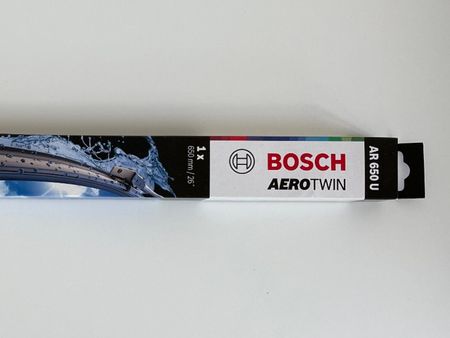 1 x
650 mm / 26"
BOSCH
AEROTWIN
AR 650 U